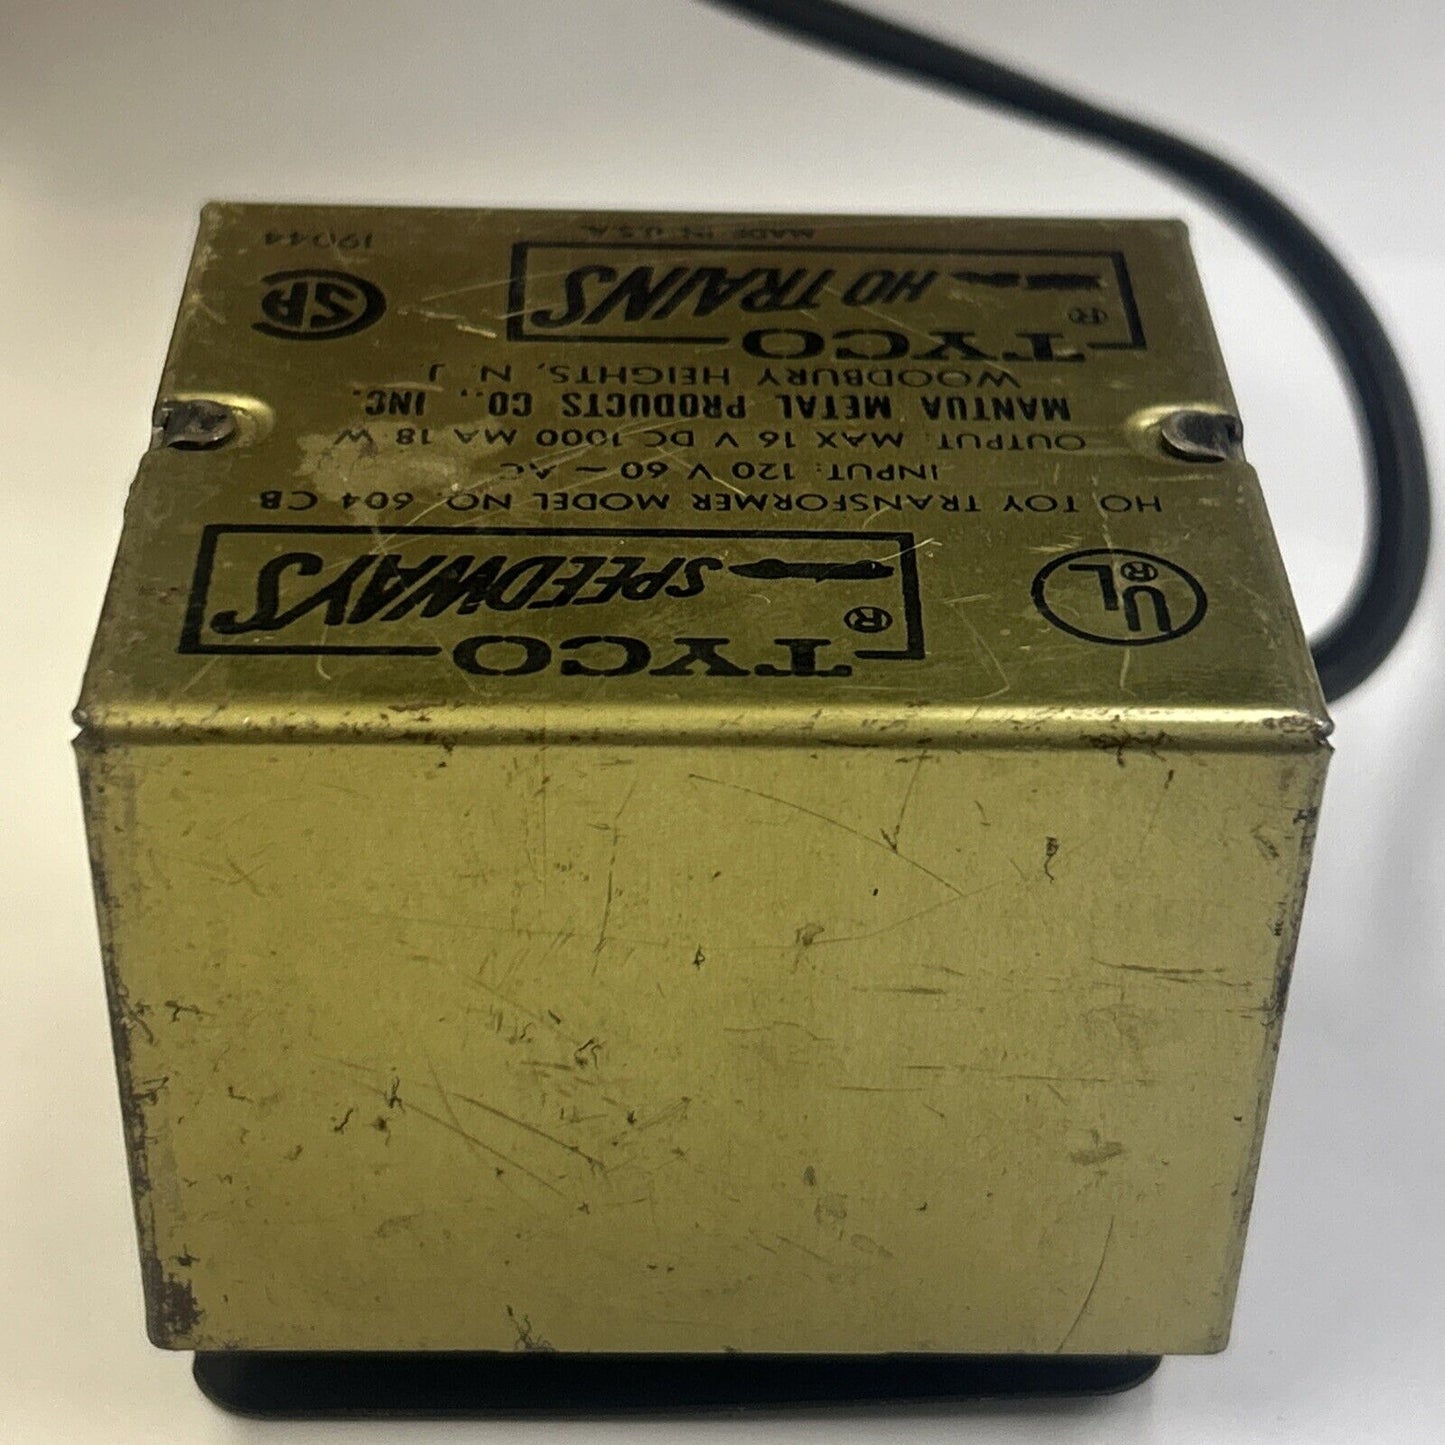 TYCO ®
SPEEDWAYS
UL ®
HO TOY TRANSFORMER MODEL NO. 604 CB
INPUT: 120 V 60 ~ AC
OUTPUT: MAX 16 V DC 1000 MA 18 W
MANTUA METAL PRODUCTS CO., INC.
WOODBURY HEIGHTS, N. J.
TYCO ®
HO TRAINS
SA
MADE IN U.S.A.
19044